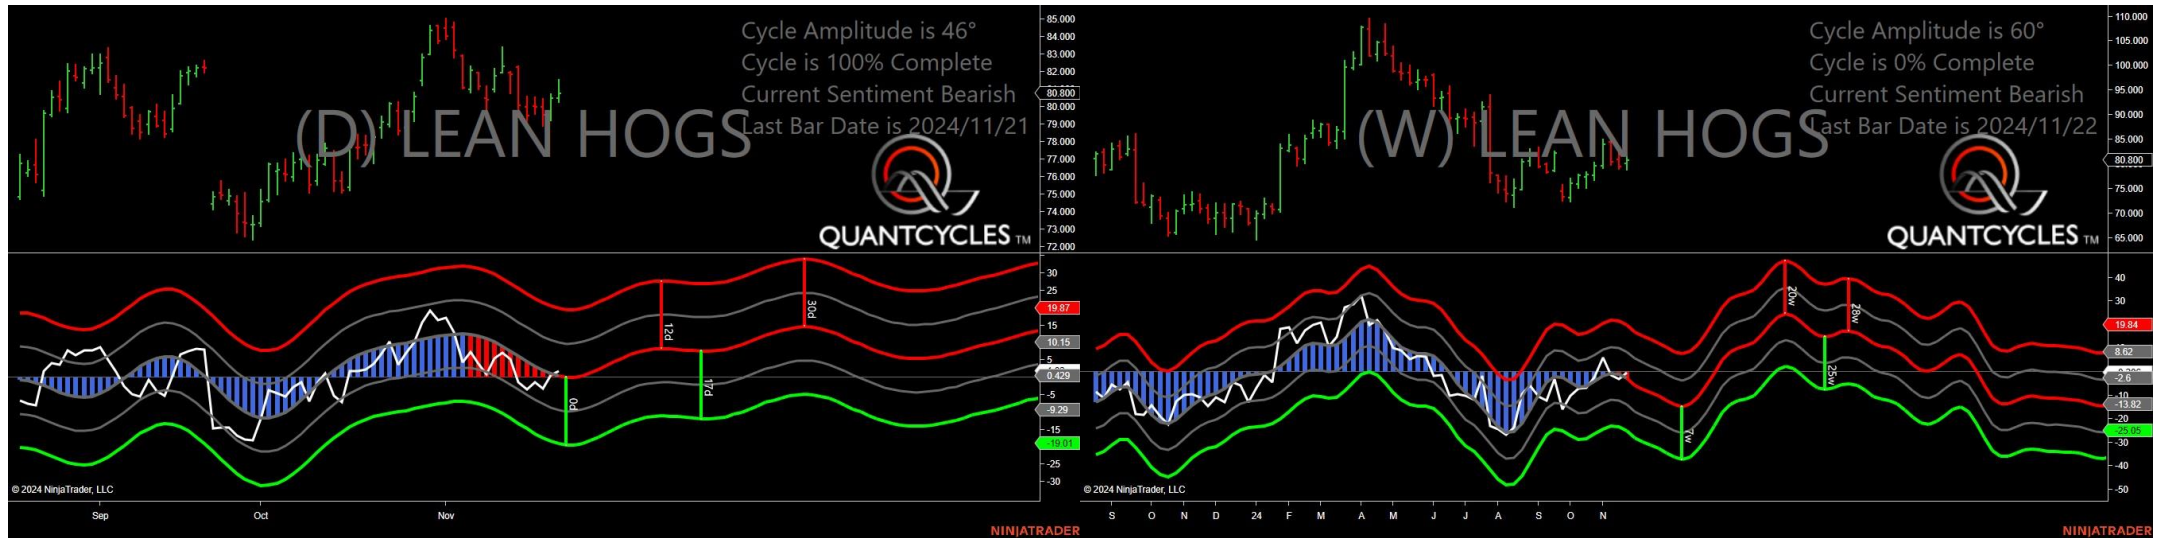 Cycle Amplitude is 46°
Cycle is 100% Complete
Current Sentiment Bearish
Last Bar Date is 2024/11/21
(D) LEAN HOGS
QUANTCYCLES TM
85.000
84.000
83.000
82.000
80.800
80.000
79.000
78.000
77.000
76.000
75.000
74.000
73.000
72.000
30
25
19.87
15
10.15
5
0.429
-5
-9.29
-15
-19.01
-25
-30
0d
12d
17d
30d
© 2024 NinjaTrader, LLC
Sep
Oct
Nov
NINJATRADER
Cycle Amplitude is 60°
Cycle is 0% Complete
Current Sentiment Bearish
Last Bar Date is 2024/11/22
(W) LEAN HOGS
QUANTCYCLES TM
110.000
105.000
100.000
95.000
90.000
85.000
80.800
75.000
70.000
65.000
40
30
19.84
8.62
-2.6
-10
-13.82
-20
-25.05
-30
-40
-50
7w
20w
25w
28w
© 2024 NinjaTrader, LLC
S O N D 24 F M A M J J A S O N
NINJATRADER